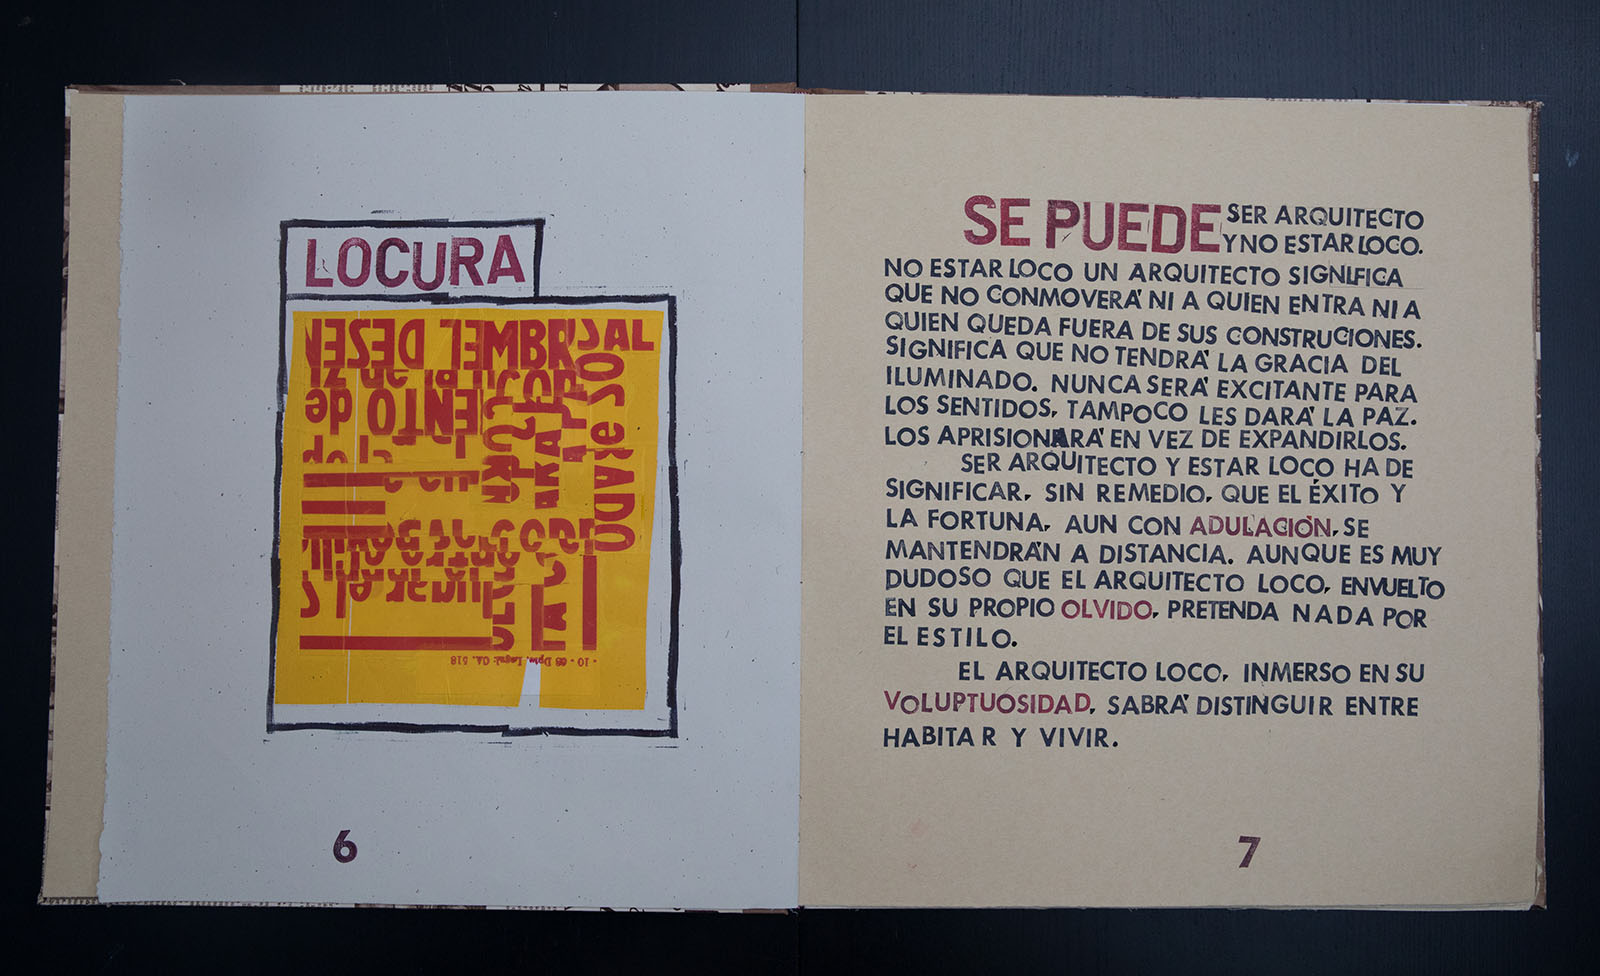 LOCURA
6
SE PUEDE SER ARQUITECTO
Y NO ESTAR LOCO.
NO ESTAR LOCO UN ARQUITECTO SIGNIFICA
QUE NO CONMOVERÁ NI A QUIEN ENTRA NI A
QUIEN QUEDA FUERA DE SUS CONSTRUCIONES.
SIGNIFICA QUE NO TENDRÁ LA GRACIA DEL
ILUMINADO. NUNCA SERÁ EXCITANTE PARA
LOS SENTIDOS, TAMPOCO LES DARÁ LA PAZ.
LOS APRISIONARÁ EN VEZ DE EXPANDIRLOS.
SER ARQUITECTO Y ESTAR LOCO HA DE
SIGNIFICAR, SIN REMEDIO, QUE EL ÉXITO Y
LA FORTUNA, AUN CON ADULACIÓN, SE
MANTENDRÁN A DISTANCIA. AUNQUE ES MUY
DUDOSO QUE EL ARQUITECTO LOCO, ENVUELTO
EN SU PROPIO OLVIDO, PRETENDA NADA POR
EL ESTILO.
EL ARQUITECTO LOCO, INMERSO EN SU
VOLUPTUOSIDAD, SABRÁ DISTINGUIR ENTRE
HABITAR Y VIVIR.
7